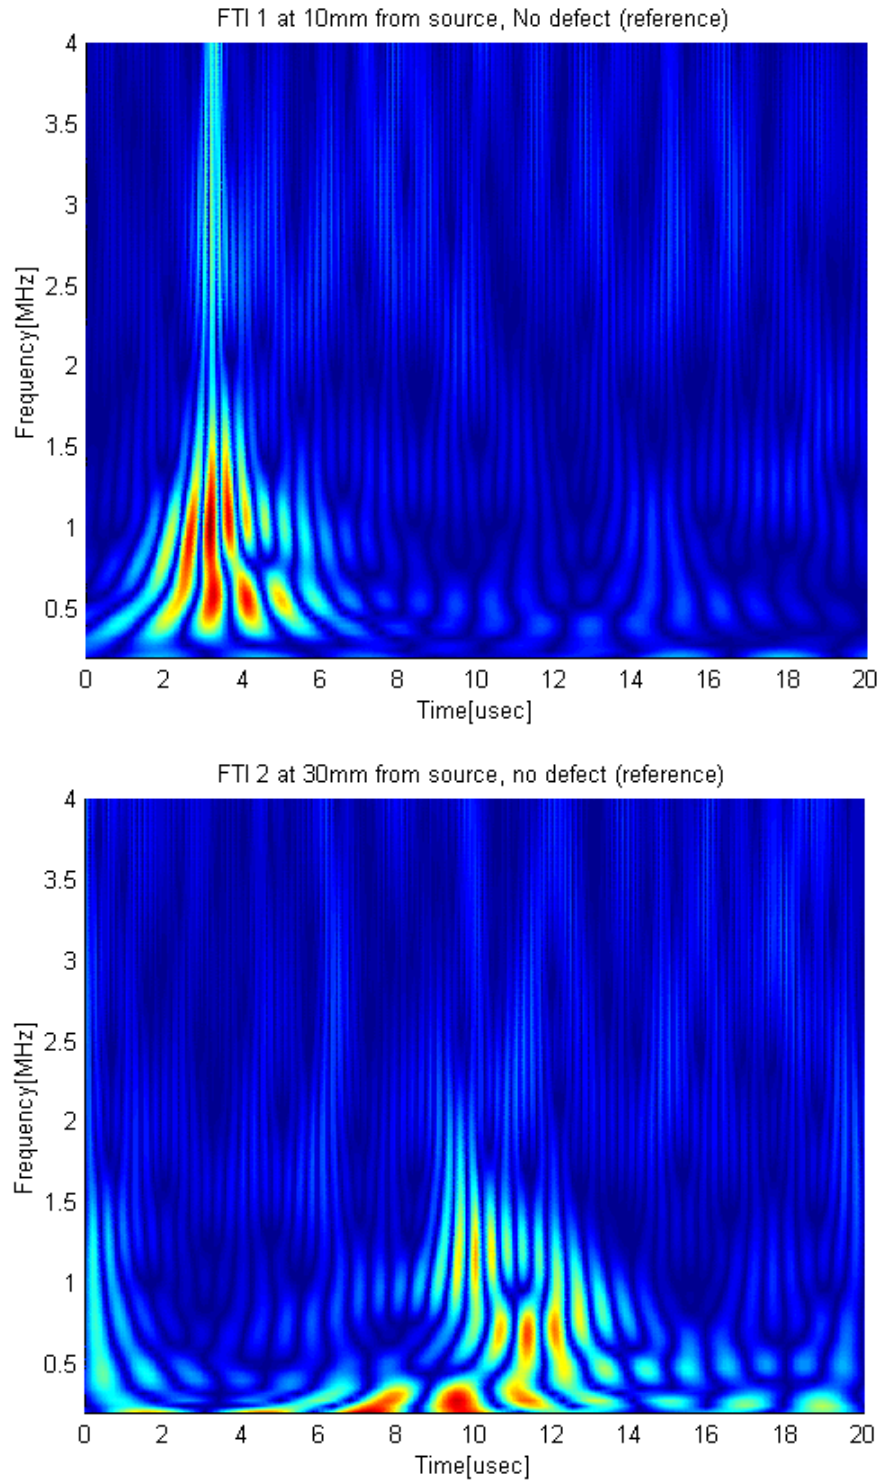 FTI 1 at 10mm from source, No defect (reference)
4
3.5
3
2.5
2
1.5
1
0.5
Frequency[MHz]
0 2 4 6 8 10 12 14 16 18 20
Time[usec]
FTI 2 at 30mm from source, no defect (reference)
4
3.5
3
2.5
2
1.5
1
0.5
Frequency[MHz]
0 2 4 6 8 10 12 14 16 18 20
Time[usec]